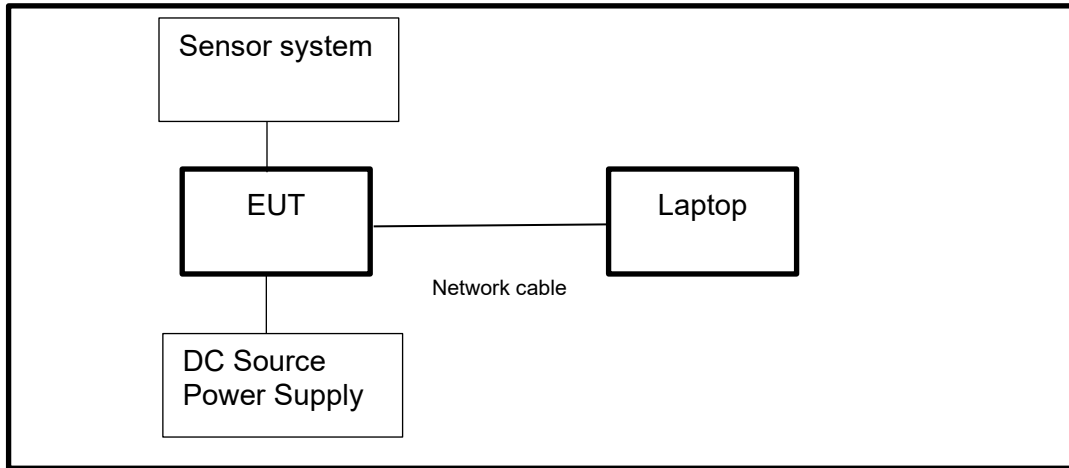 Sensor system
EUT
Laptop
Network cable
DC Source
Power Supply